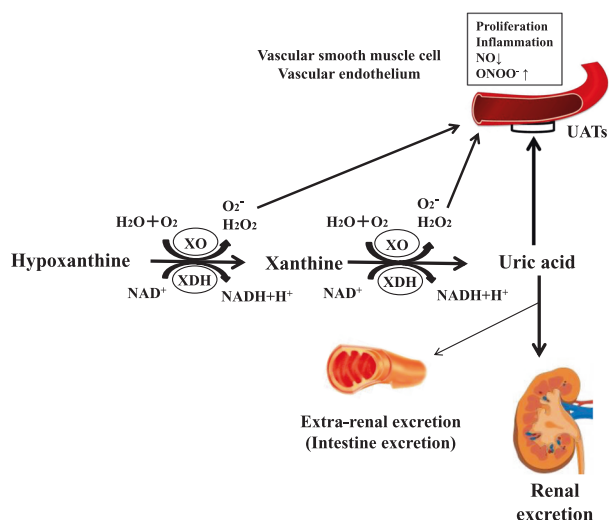 Proliferation
Inflammation
NO↓
ONOO⁻ ↑
Vascular smooth muscle cell
Vascular endothelium
UATs
O₂⁻
H₂O₂
H₂O+O₂
XO
XDH
NAD⁺
NADH+H⁺
O₂⁻
H₂O₂
H₂O+O₂
XO
XDH
NAD⁺
NADH+H⁺
Hypoxanthine
Xanthine
Uric acid
Extra-renal excretion
(Intestine excretion)
Renal
excretion